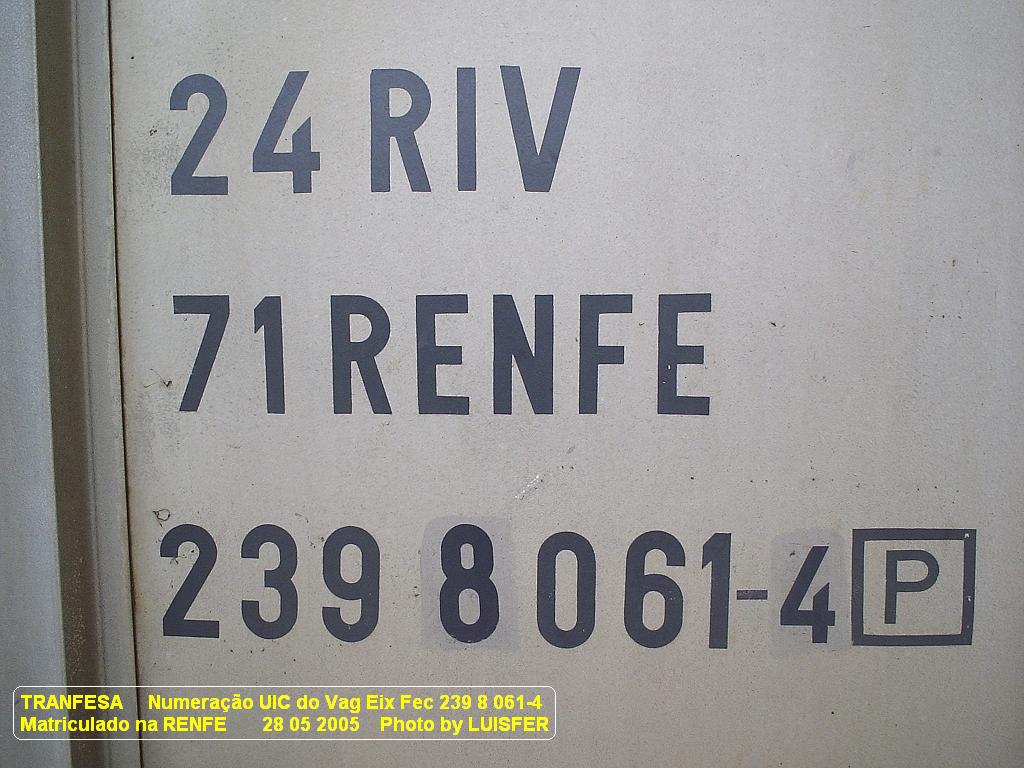 24 RIV
71 RENFE
239 8 061-4 P
TRANFESA Numeração UIC do Vag Eix Fec 239 8 061-4
Matriculado na RENFE 28 05 2005 Photo by LUISFER